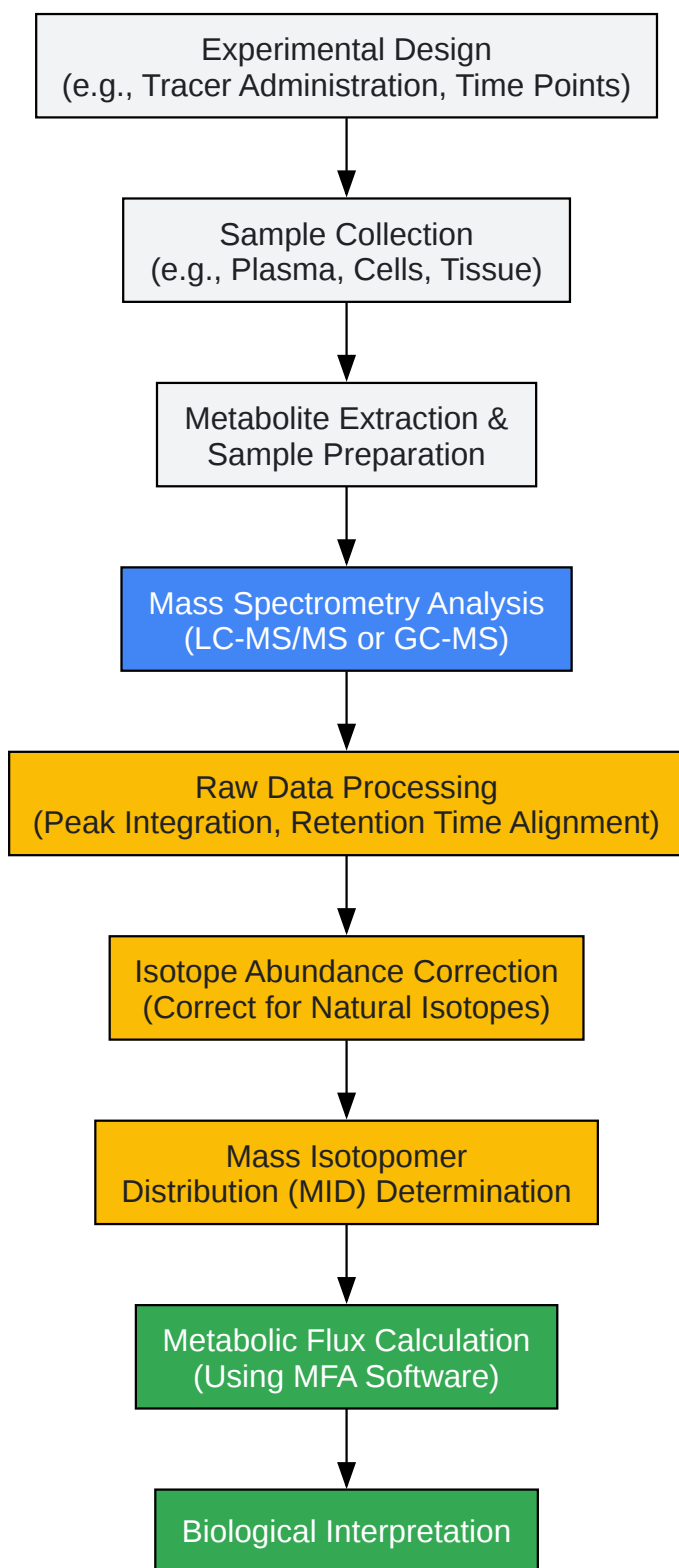 Experimental Design
(e.g., Tracer Administration, Time Points)
Sample Collection
(e.g., Plasma, Cells, Tissue)
Metabolite Extraction &
Sample Preparation
Mass Spectrometry Analysis
(LC-MS/MS or GC-MS)
Raw Data Processing
(Peak Integration, Retention Time Alignment)
Isotope Abundance Correction
(Correct for Natural Isotopes)
Mass Isotopomer
Distribution (MID) Determination
Metabolic Flux Calculation
(Using MFA Software)
Biological Interpretation